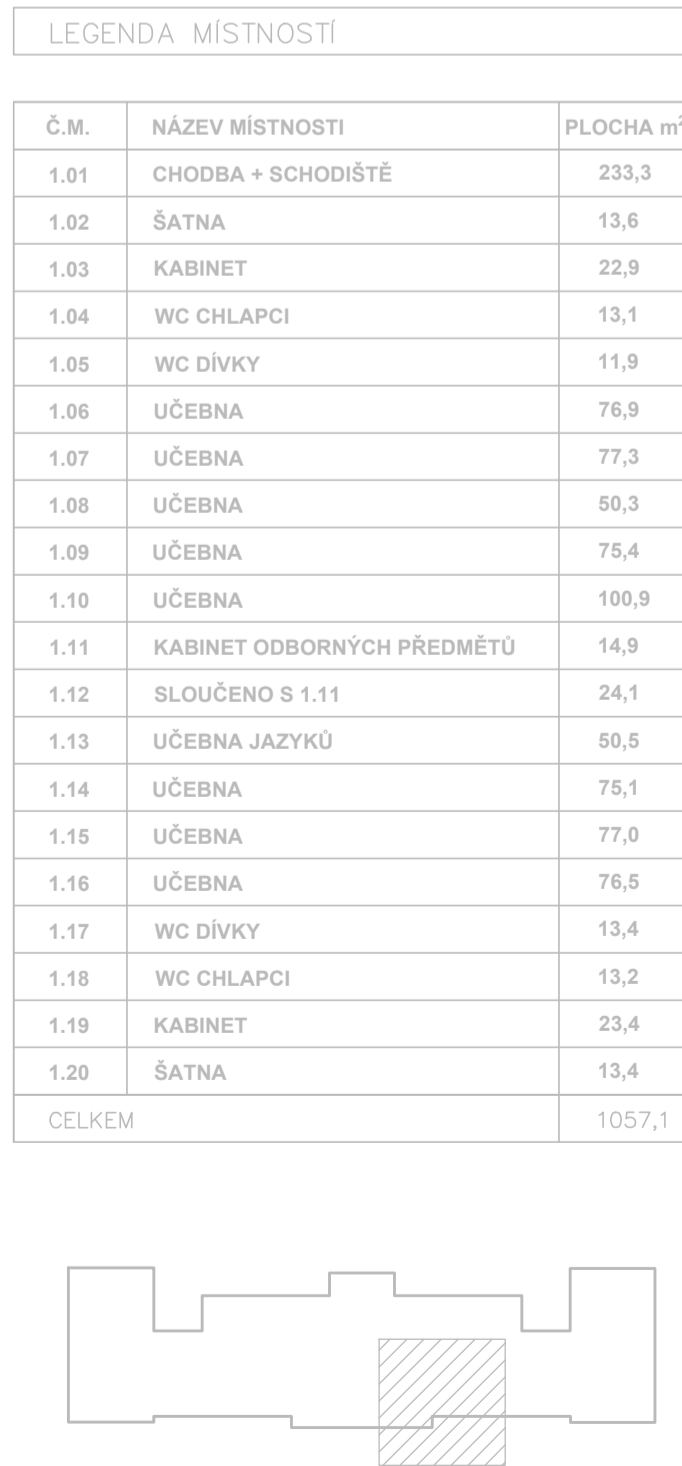 LEGENDA MÍSTNOSTÍ
Č.M. NÁZEV MÍSTNOSTI PLOCHA m²
1.01 CHODBA + SCHODIŠTĚ 233,3
1.02 ŠATNA 13,6
1.03 KABINET 22,9
1.04 WC CHLAPCI 13,1
1.05 WC DÍVKY 11,9
1.06 UČEBNA 76,9
1.07 UČEBNA 77,3
1.08 UČEBNA 50,3
1.09 UČEBNA 75,4
1.10 UČEBNA 100,9
1.11 KABINET ODBORNÝCH PŘEDMĚTŮ 14,9
1.12 SLOUČENO S 1.11 24,1
1.13 UČEBNA JAZYKŮ 50,5
1.14 UČEBNA 75,1
1.15 UČEBNA 77,0
1.16 UČEBNA 76,5
1.17 WC DÍVKY 13,4
1.18 WC CHLAPCI 13,2
1.19 KABINET 23,4
1.20 ŠATNA 13,4
CELKEM 1057,1